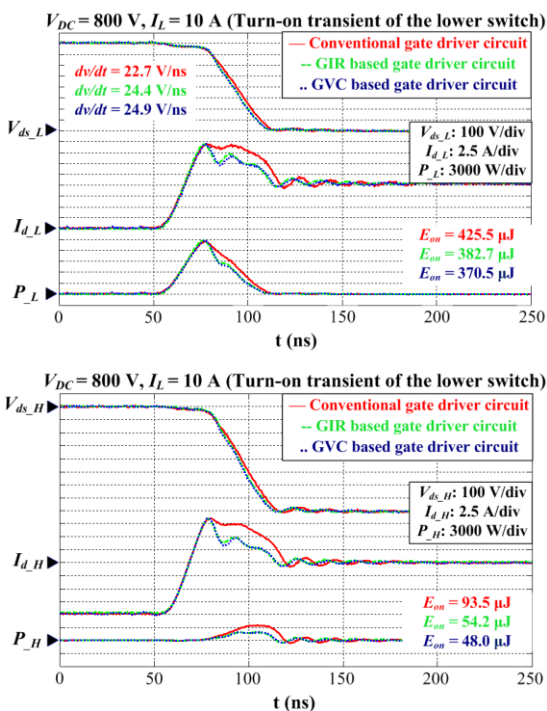 V_DC = 800 V, I_L = 10 A (Turn-on transient of the lower switch)
— Conventional gate driver circuit
-- GIR based gate driver circuit
.. GVC based gate driver circuit
dv/dt = 22.7 V/ns
dv/dt = 24.4 V/ns
dv/dt = 24.9 V/ns
V_ds_L
V_ds_L: 100 V/div
I_d_L: 2.5 A/div
P_L: 3000 W/div
I_d_L
E_on = 425.5 µJ
E_on = 382.7 µJ
E_on = 370.5 µJ
P_L
0 50 100 150 200 250
t (ns)
V_DC = 800 V, I_L = 10 A (Turn-on transient of the lower switch)
V_ds_H
— Conventional gate driver circuit
-- GIR based gate driver circuit
.. GVC based gate driver circuit
V_ds_H: 100 V/div
I_d_H: 2.5 A/div
P_H: 3000 W/div
I_d_H
E_on = 93.5 µJ
E_on = 54.2 µJ
E_on = 48.0 µJ
P_H
0 50 100 150 200 250
t (ns)